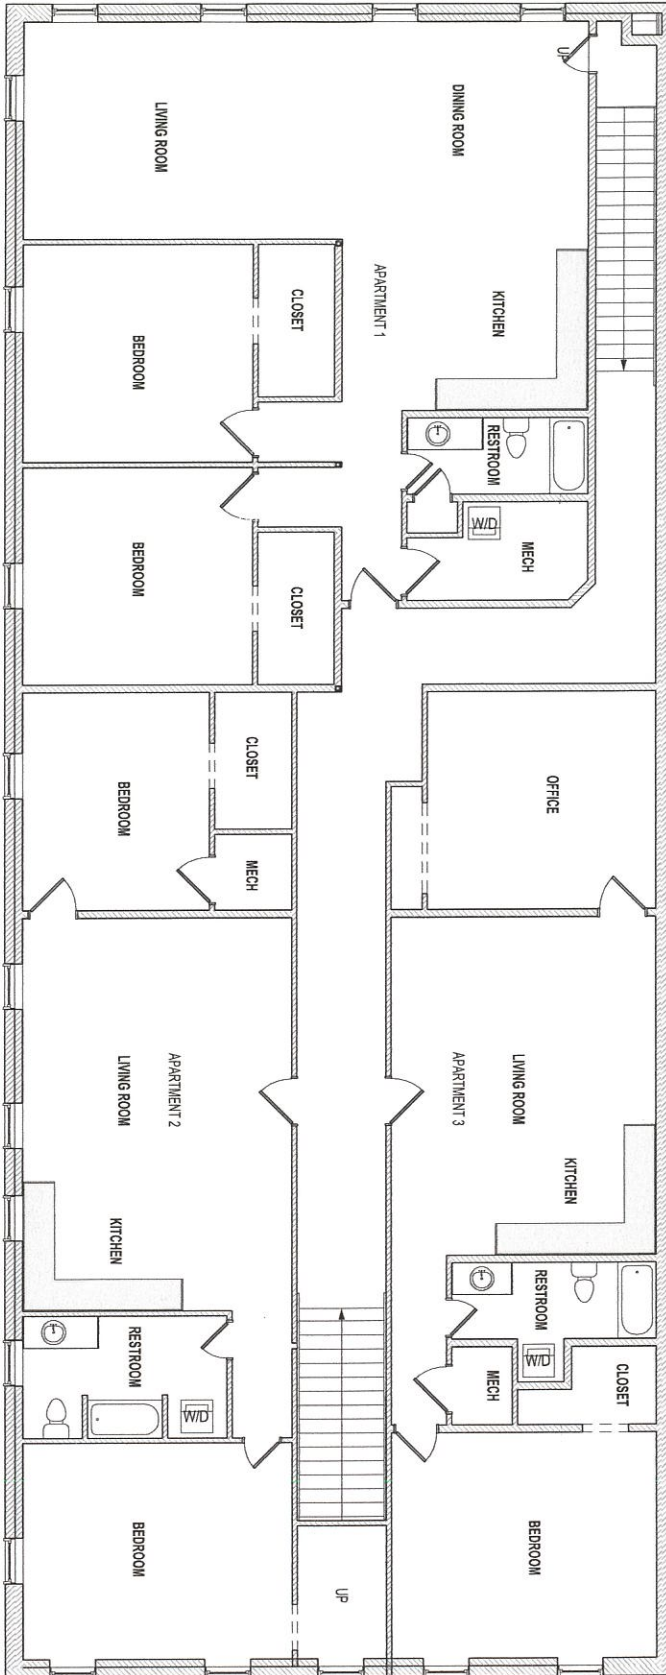 UP
LIVING ROOM
DINING ROOM
APARTMENT 1
KITCHEN
CLOSET
BEDROOM
RESTROOM
W/D
MECH
BEDROOM
CLOSET
CLOSET
BEDROOM
MECH
OFFICE
LIVING ROOM
APARTMENT 2
KITCHEN
APARTMENT 3
LIVING ROOM
KITCHEN
RESTROOM
W/D
RESTROOM
W/D
MECH
CLOSET
BEDROOM
UP
BEDROOM